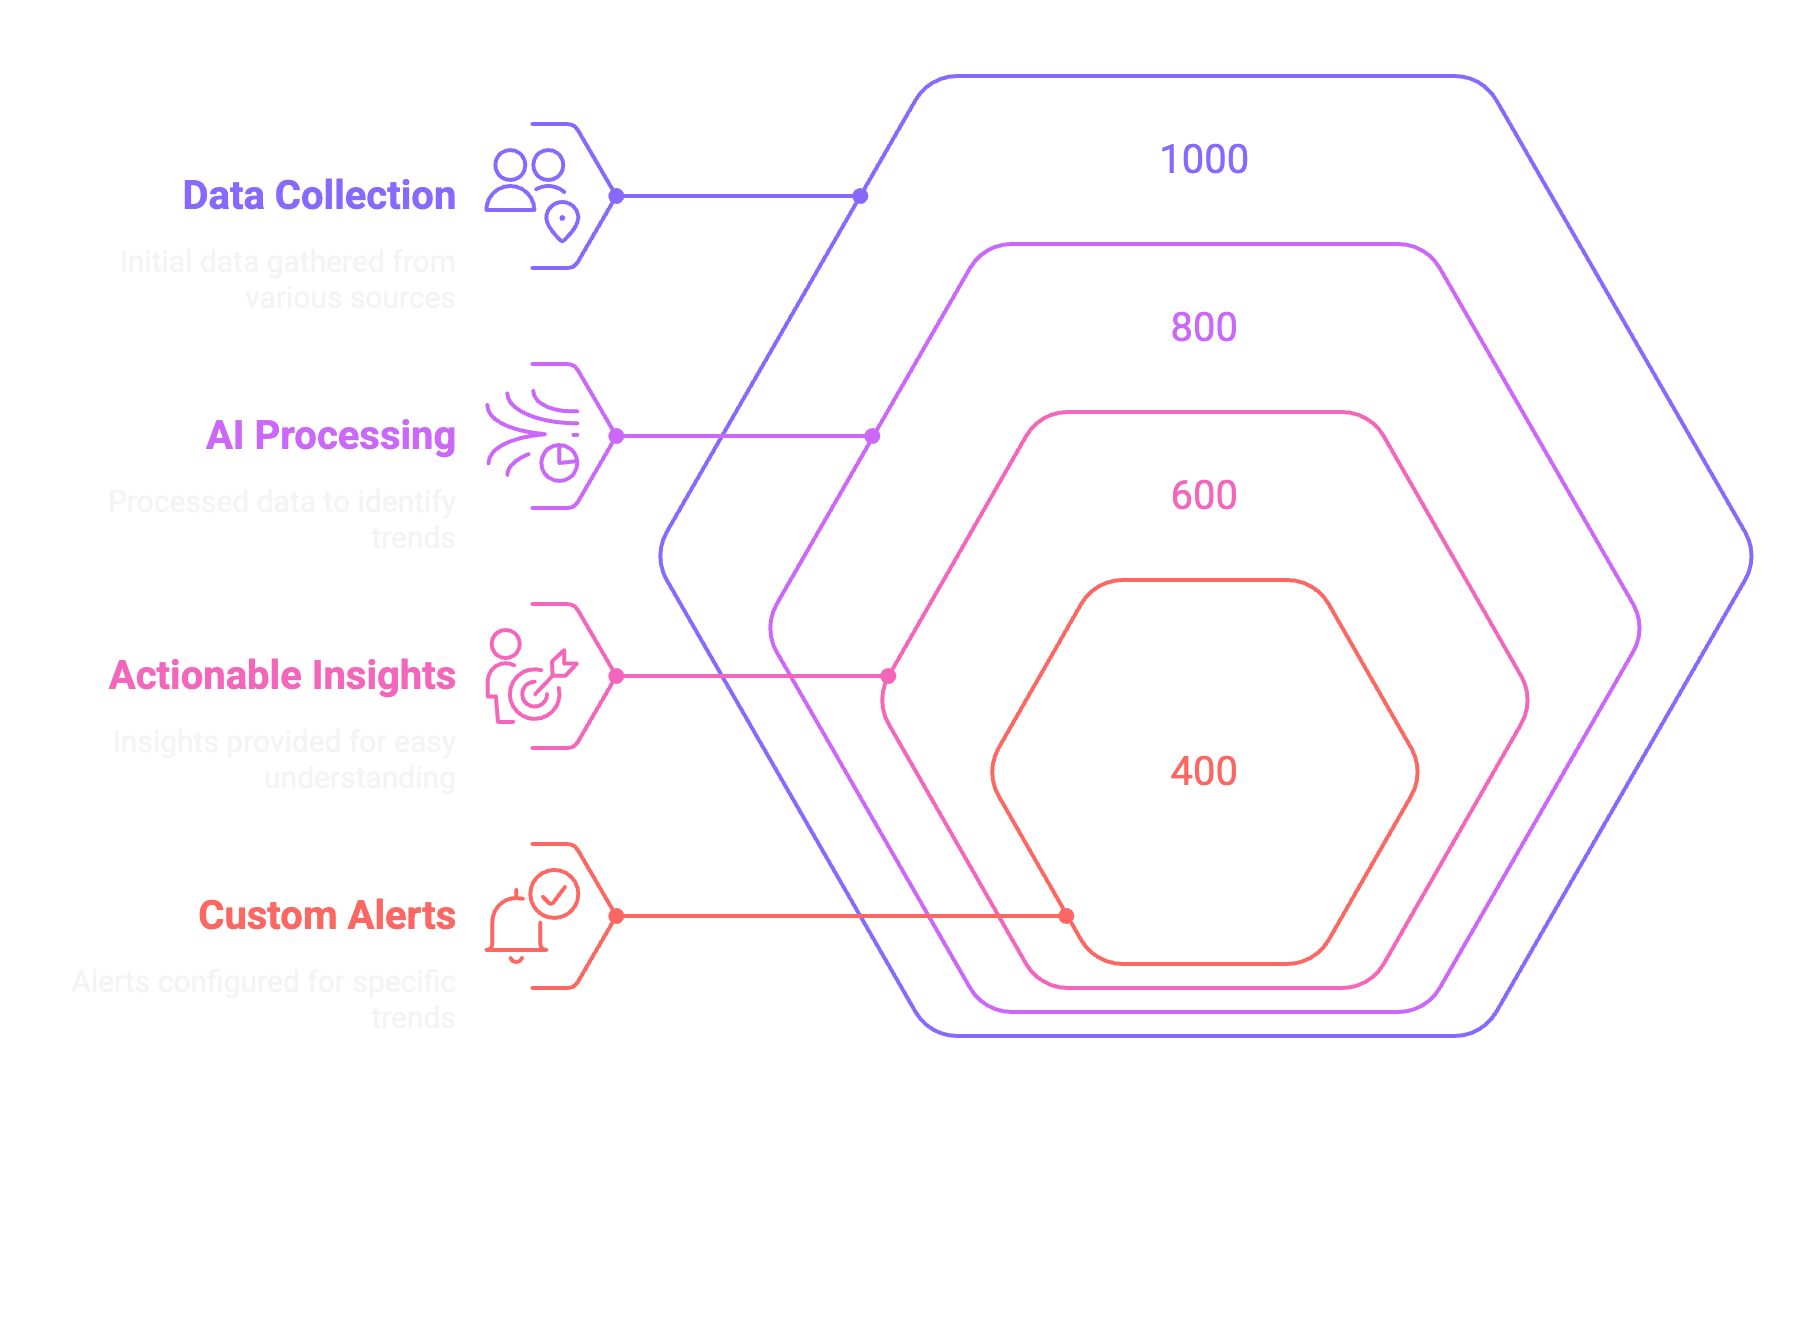 Data Collection
Initial data gathered from
various sources
AI Processing
Processed data to identify
trends
Actionable Insights
Insights provided for easy
understanding
Custom Alerts
Alerts configured for specific
trends
1000
800
600
400